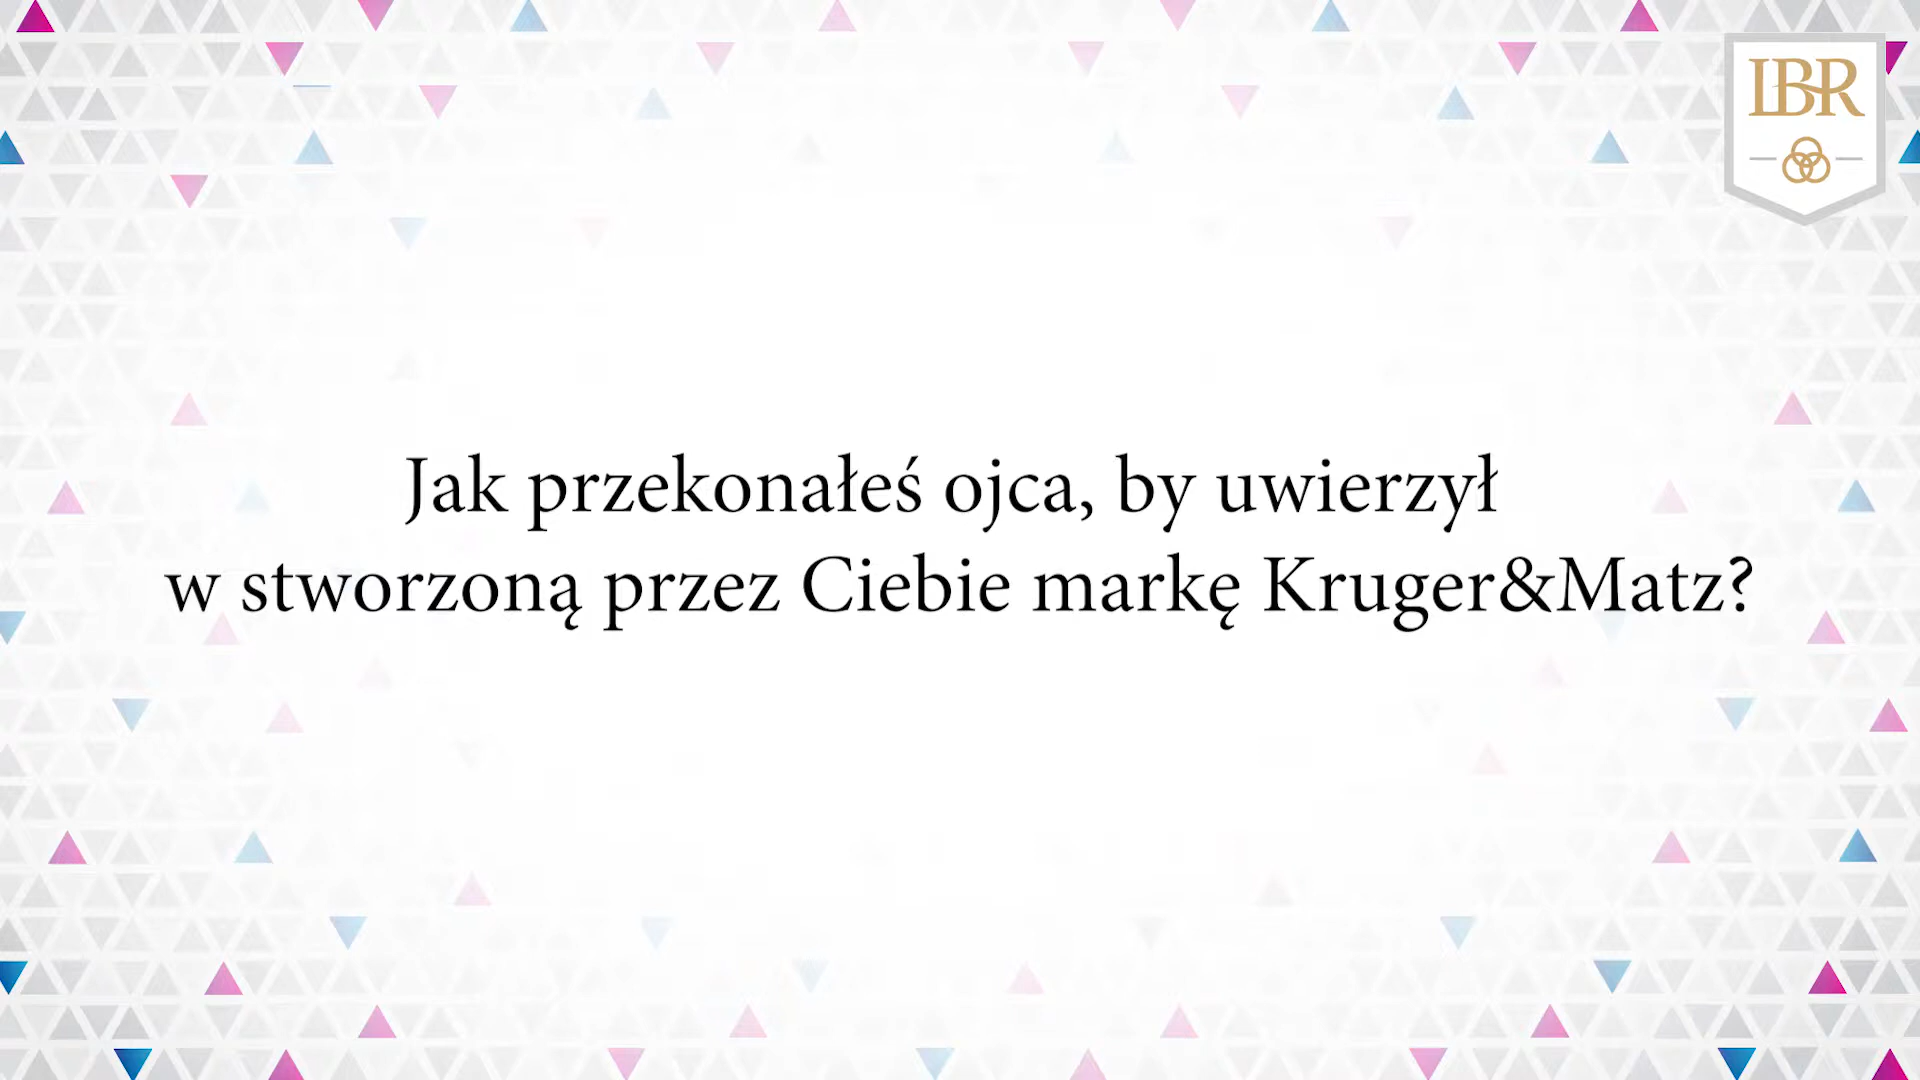 IBR
Jak przekonałeś ojca, by uwierzył
w stworzoną przez Ciebie markę Kruger&Matz?